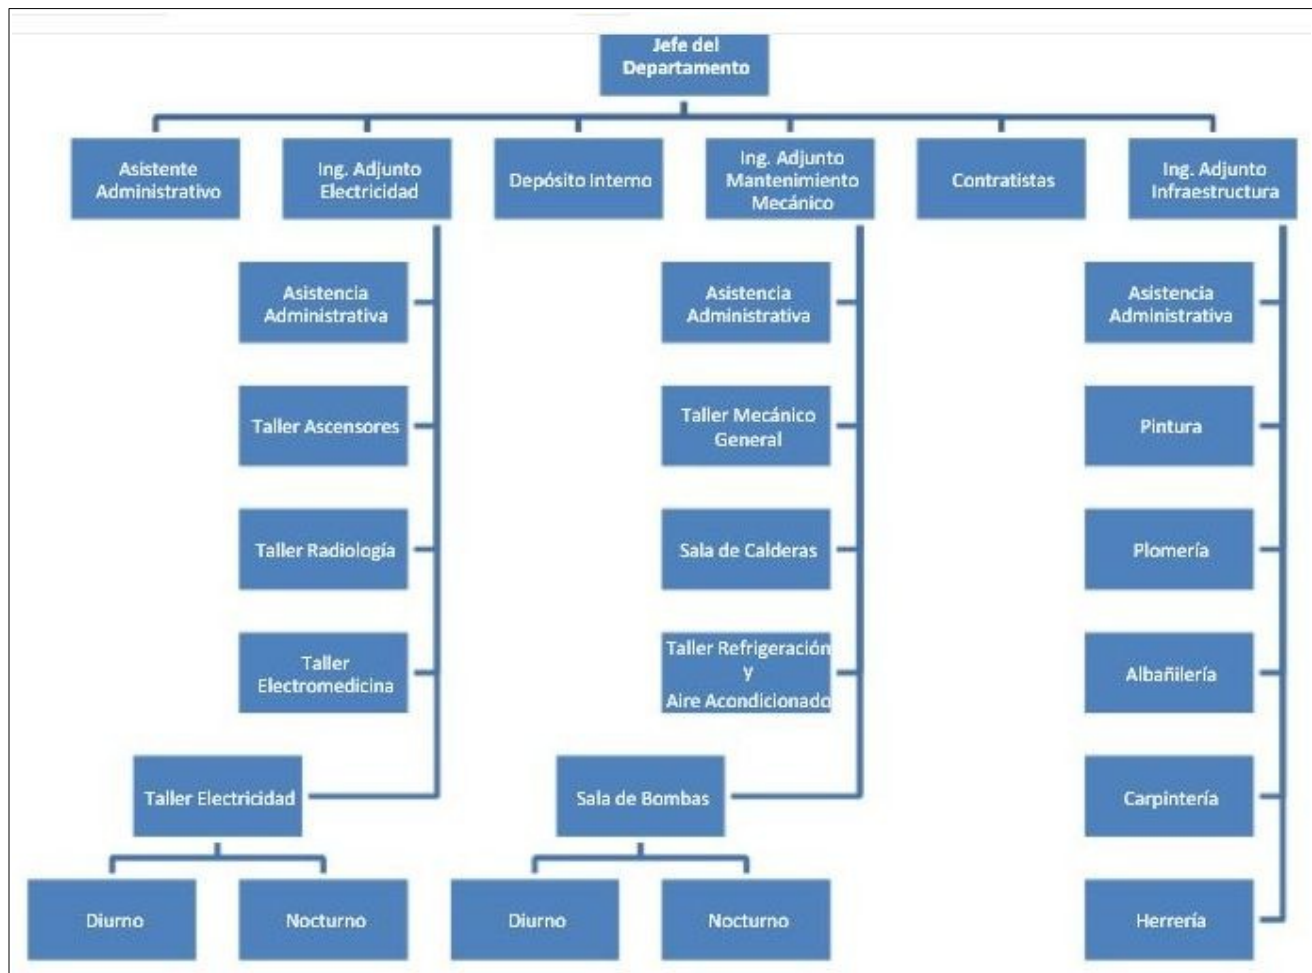 Jefe del
Departamento
Asistente
Administrativo
Ing. Adjunto
Electricidad
Depósito Interno
Ing. Adjunto
Mantenimiento
Mecánico
Contratistas
Ing. Adjunto
Infraestructura
Asistencia
Administrativa
Asistencia
Administrativa
Asistencia
Administrativa
Taller Ascensores
Taller Mecánico
General
Pintura
Taller Radiología
Sala de Calderas
Plomería
Taller
Electromedicina
Taller Refrigeración
y
Aire Acondicionado
Albañilería
Taller Electricidad
Sala de Bombas
Carpintería
Diurno
Nocturno
Diurno
Nocturno
Herrería